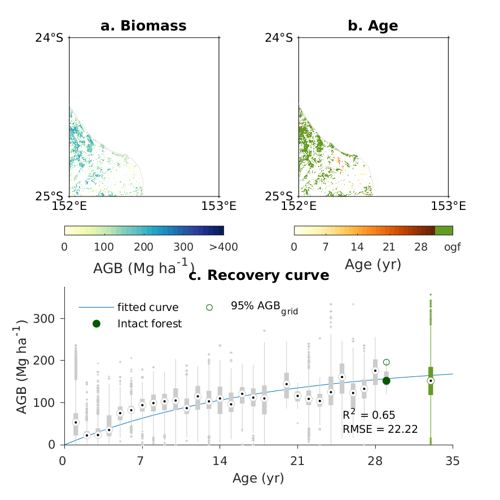 a. Biomass
b. Age
24°S
24°S
25°S
25°S
152°E
153°E
152°E
153°E
0 100 200 300 >400
0 7 14 21 28 ogf
AGB (Mg ha⁻¹)
Age (yr)
c. Recovery curve
fitted curve
95% AGB_grid
Intact forest
300
200
100
0
AGB (Mg ha⁻¹)
R² = 0.65
RMSE = 22.22
0 7 14 21 28 35
Age (yr)